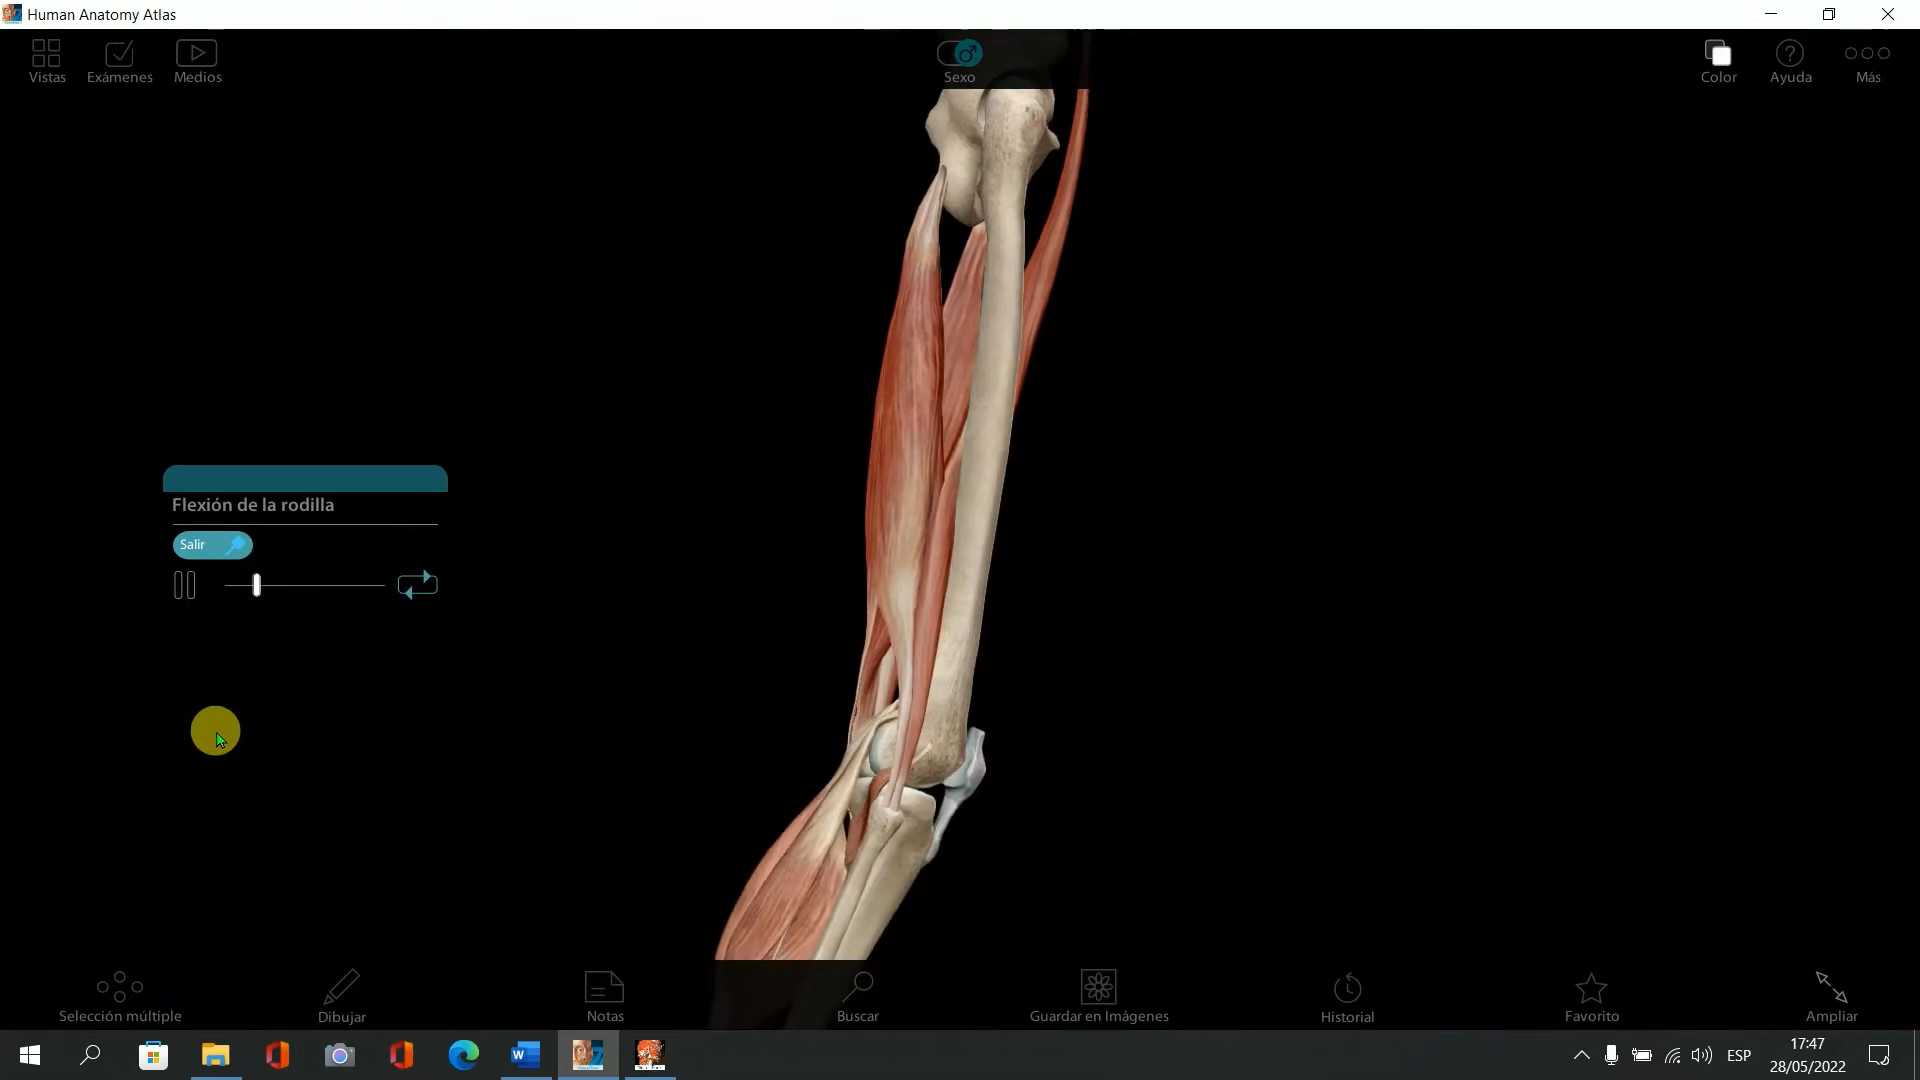 Human Anatomy Atlas
Vistas
Exámenes
Medios
Sexo
Color
Ayuda
Más
Flexión de la rodilla
Salir
Selección múltiple
Dibujar
Notas
Buscar
Guardar en Imágenes
Historial
Favorito
Ampliar
ESP
17:47
28/05/2022